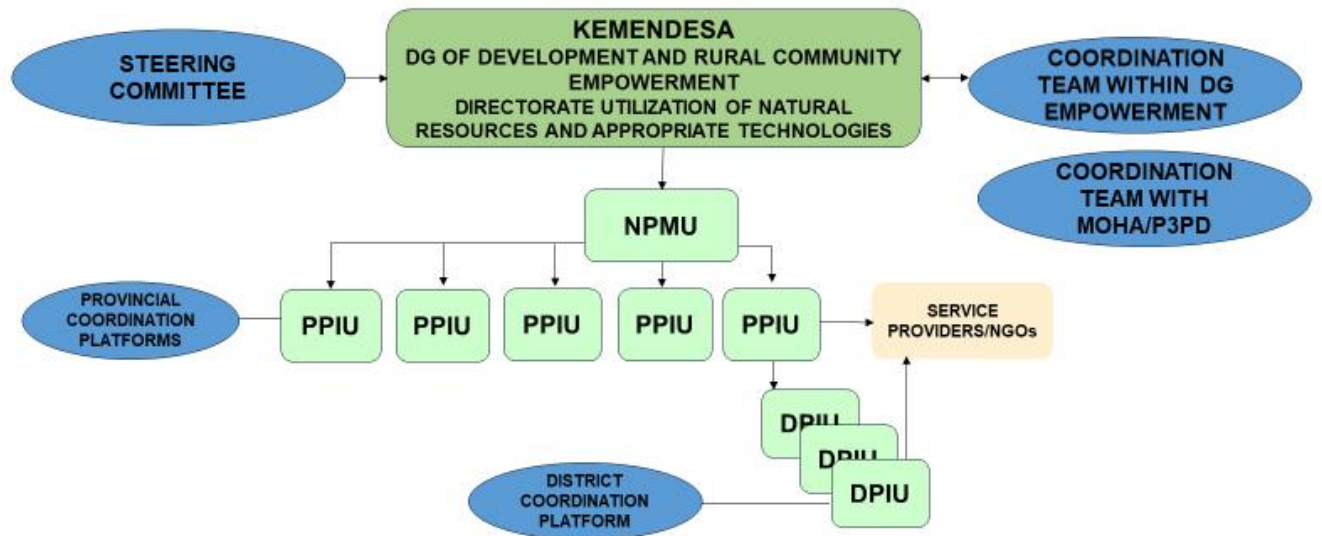 STEERING
COMMITTEE
KEMENDESA
DG OF DEVELOPMENT AND RURAL COMMUNITY
EMPOWERMENT
DIRECTORATE UTILIZATION OF NATURAL
RESOURCES AND APPROPRIATE TECHNOLOGIES
COORDINATION
TEAM WITHIN DG
EMPOWERMENT
COORDINATION
TEAM WITH
MOHA/P3PD
NPMU
PROVINCIAL
COORDINATION
PLATFORMS
PPIU
PPIU
PPIU
PPIU
PPIU
SERVICE
PROVIDERS/NGOs
DPIU
DPIU
DPIU
DISTRICT
COORDINATION
PLATFORM